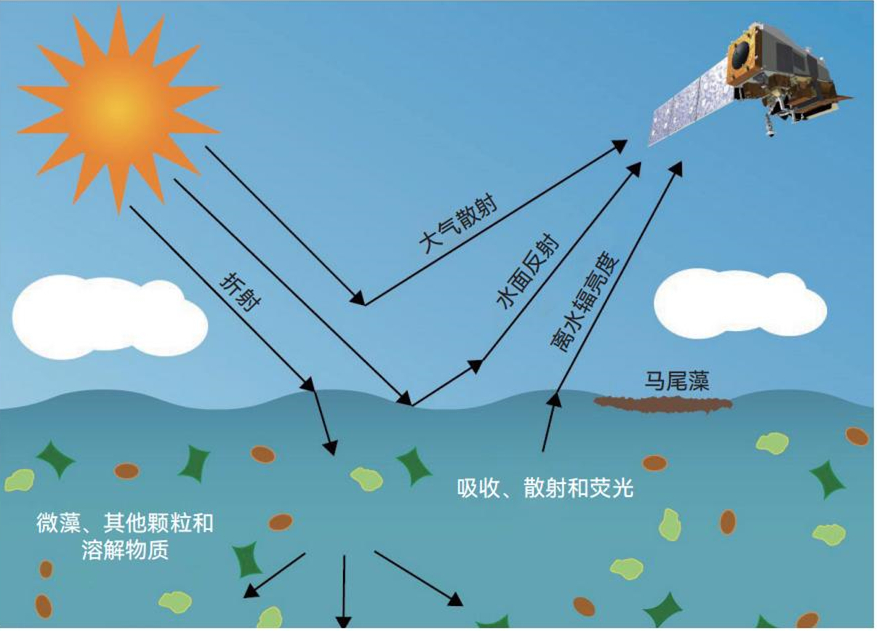 大气散射
折射
水面反射
离水辐亮度
马尾藻
吸收、散射和荧光
微藻、其他颗粒和
溶解物质